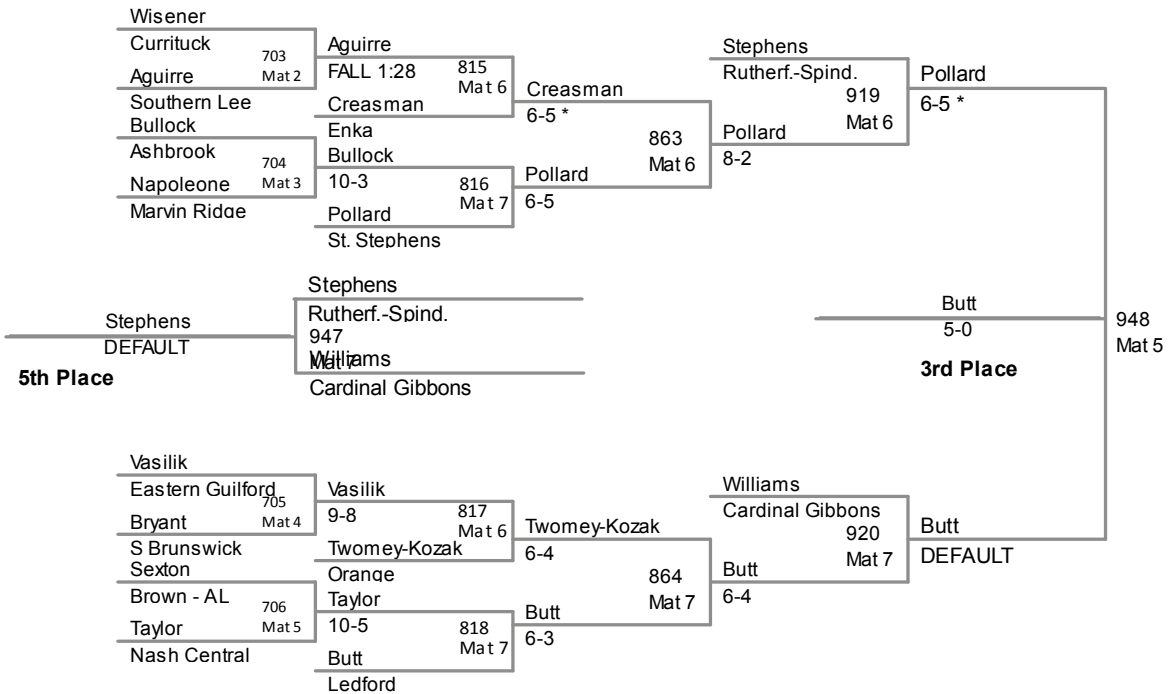 Wisener
Currituck
703
Mat 2
Aguirre
Southern Lee
Aguirre
FALL 1:28
815
Mat 6
Creasman
Enka
Bullock
Ashbrook
704
Mat 3
Napoleone
Marvin Ridge
Bullock
10-3
816
Mat 7
Pollard
St. Stephens
Creasman
6-5 *
863
Mat 6
Pollard
6-5
Stephens
Rutherf.-Spind.
919
Mat 6
Pollard
8-2
Pollard
6-5 *
Stephens
Rutherf.-Spind.
947
Mat 7
Williams
Cardinal Gibbons
Stephens
DEFAULT
5th Place
Butt
5-0
3rd Place
948
Mat 5
Vasilik
Eastern Guilford
705
Mat 4
Bryant
S Brunswick
Vasilik
9-8
817
Mat 6
Twomey-Kozak
Orange
Sexton
Brown - AL
706
Mat 5
Taylor
Nash Central
Taylor
10-5
818
Mat 7
Butt
Ledford
Twomey-Kozak
6-4
864
Mat 7
Butt
6-3
Williams
Cardinal Gibbons
920
Mat 7
Butt
6-4
Butt
DEFAULT